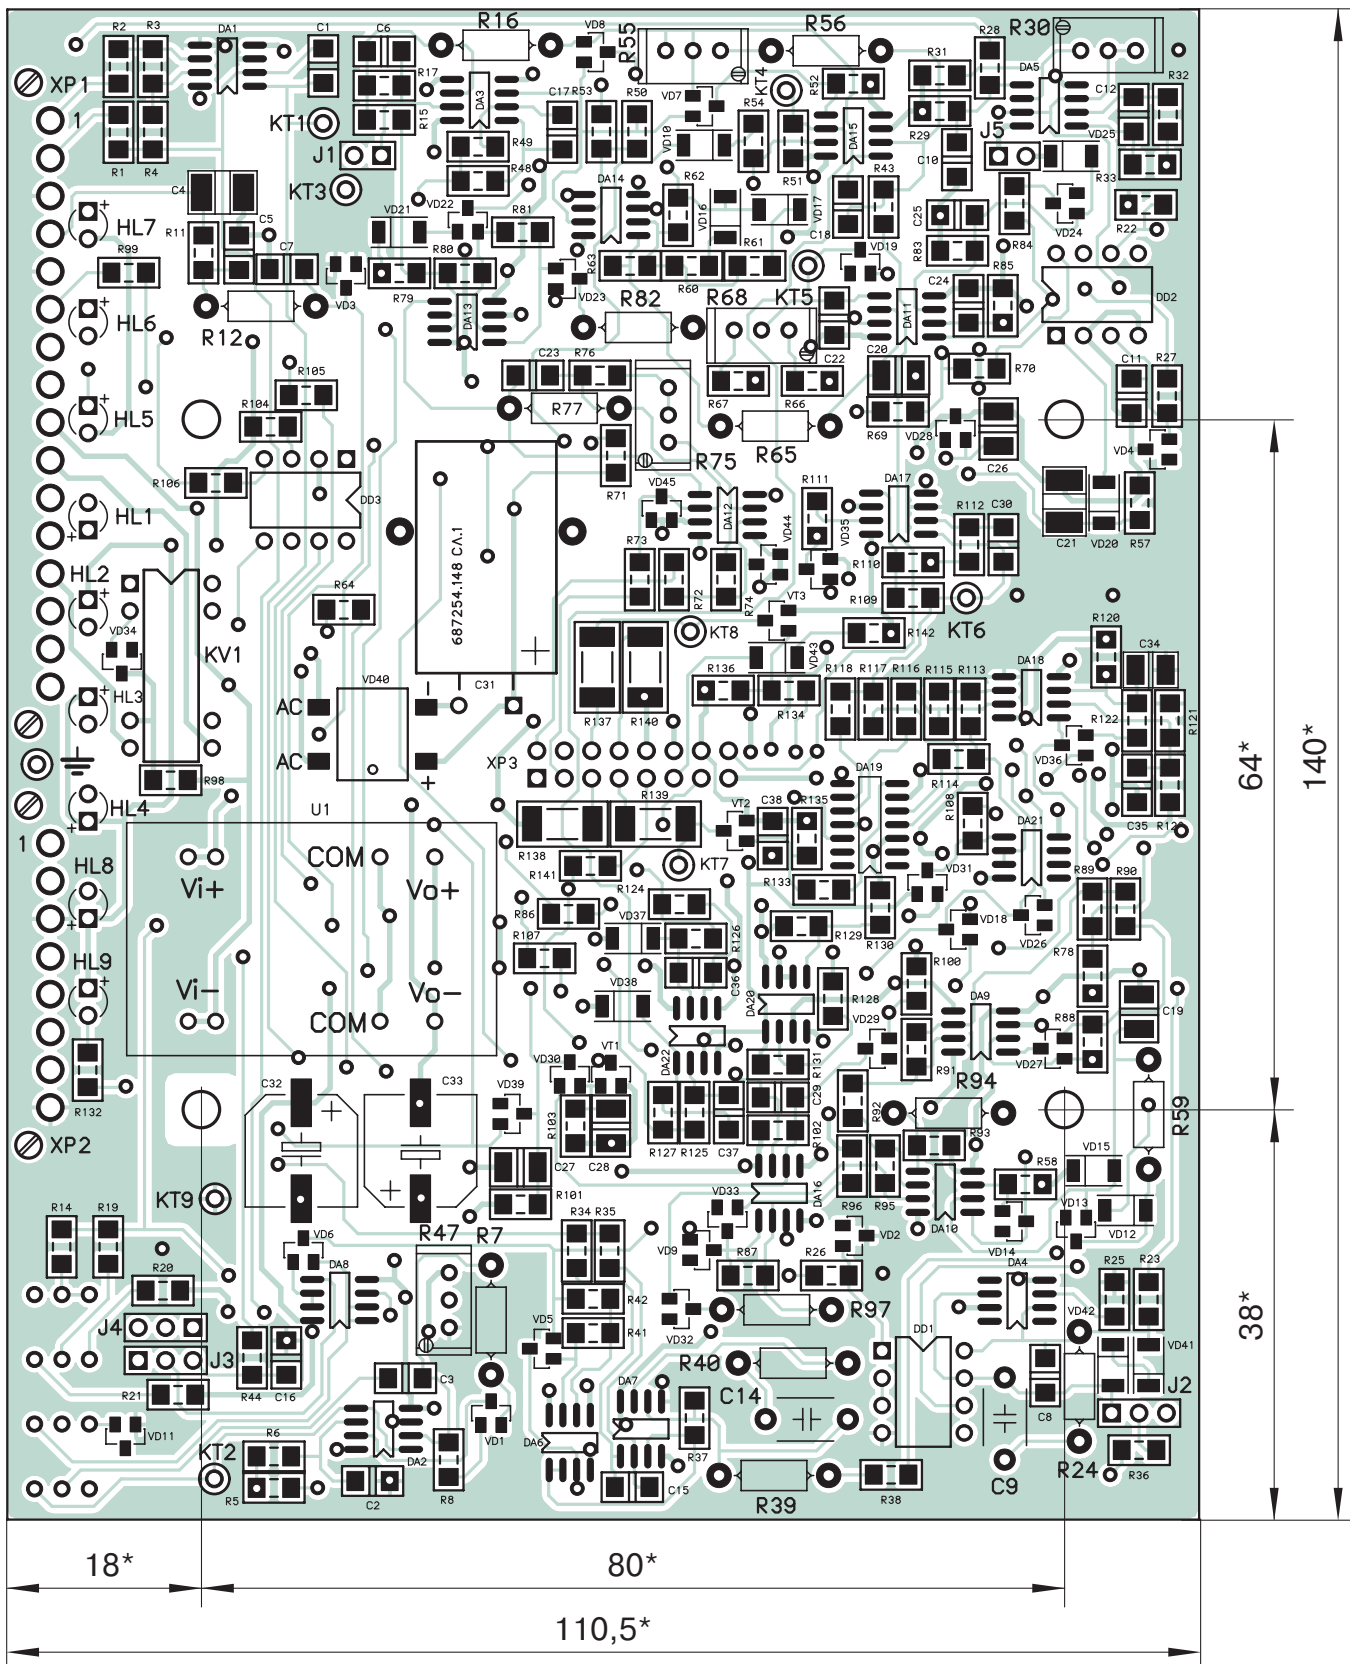 R2 R3 DA1 C1 C6 R16 VD8 R55 R56 R28 R30
XP1 R17 DA3 C17 R53 R50 VD7 KT4 R52 R31 DA5 C12 R32
1 KT1 R15 R49 VD10 R54 DA15 R29 J5 VD25
R1 R4 J1 R48 R62 R51 R43 C10 R33
C4 KT3 DA14
HL7 R11 C5 C7 VD21 VD22 R81 VD16 VD17 C18 C25 R84 VD24 R22
R99 R80 R63 R60 R61 VD19 R83
VD3 R79 VD23 KT5 C24 R85 DD2
HL6 R12 DA13 R82 R68 DA11
R105 C23 R76 C22 C20 R70 C11 R27
HL5 R104 R77 R67 R66 R69
R75 R65 VD28 C26 VD4
R106 DD3 R71 VD45 R111 DA17
HL1 687254.148 СЛ.1 DA12 VD44 VD35 R112 C30 C21 VD20 R57
HL2 R64 R73 R72 R74 R110
VD34 KV1 VT3 R109 KT6 R120
KT8 R142 C34
HL3 AC VD40 C31 R136 VD43 R118 R117 R116 R115 R113 DA18
R137 R140 R134 R122 R121
AC XP3 VD36
R98 DA19 R114
HL4 U1 R139 VT2 C38 R135 R108 C35 R123
1 R138 DA21
HL8 Vi+ COM Vo+ R141 R124 KT7 R133 VD31 R89 R90
R86 VD37 R129 R130 VD18 VD26
R107 R126 R100 R78
HL9 Vi- Vo- VD38 C36 DA20 R128 DA9 C19
COM VD29 VD27 R88
R132 C32 C33 VD30 VT1 DA22 R131 R91 R94
VD39 R103 C29 R92 R59
XP2 R127 R125 C37 R102 R93
C27 C28 R58 VD15
KT9 R101 DA16 R96 R95 DA10
R14 R19 VD6 R47 R7 R34 R35 VD33 VD2 VD14 VD13 VD12
VD9 R87 R26
R20 DA8 R42 DA4 R25 R23
J4 VD5 R41 VD32 R97 DD1 VD42
J3 R40 VD41
R21 R44 C16 C3 DA7 C14 C8 J2
VD11 VD1
KT2 R6 DA2 DA6 R37 R24 R36
R5 C2 R8 C15 R39 R38 C9
64*
140*
38*
18* 80*
110,5*